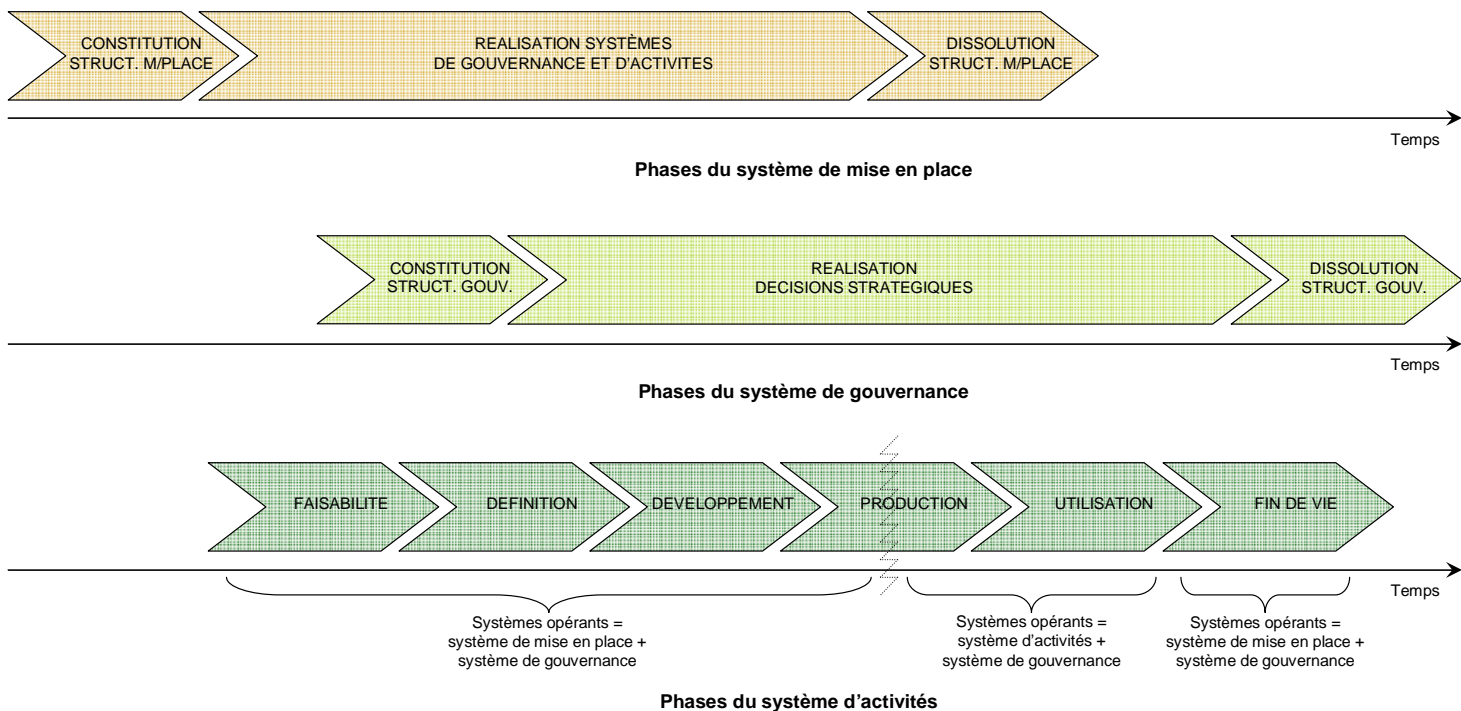 CONSTITUTION
STRUCT. M/PLACE
REALISATION SYSTÈMES
DE GOUVERNANCE ET D'ACTIVITES
DISSOLUTION
STRUCT. M/PLACE
Temps
Phases du système de mise en place
CONSTITUTION
STRUCT. GOUV.
REALISATION
DECISIONS STRATEGIQUES
DISSOLUTION
STRUCT. GOUV.
Temps
Phases du système de gouvernance
FAISABILITE
DEFINITION
DEVELOPPEMENT
PRODUCTION
UTILISATION
FIN DE VIE
Temps
Systèmes opérants =
système de mise en place +
système de gouvernance
Systèmes opérants =
système d'activités +
système de gouvernance
Systèmes opérants =
système de mise en place +
système de gouvernance
Phases du système d'activités